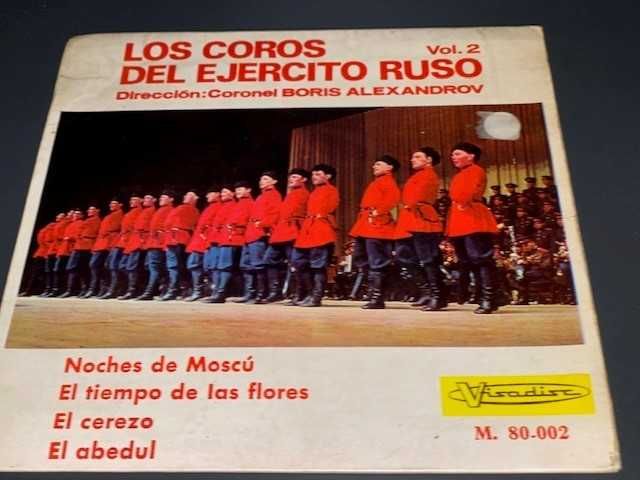 LOS COROS Vol. 2
DEL EJERCITO RUSO
Dirección: Coronel BORIS ALEXANDROV
Noches de Moscú
El tiempo de las flores
El cerezo
El abedul
Visadisc
M. 80-002